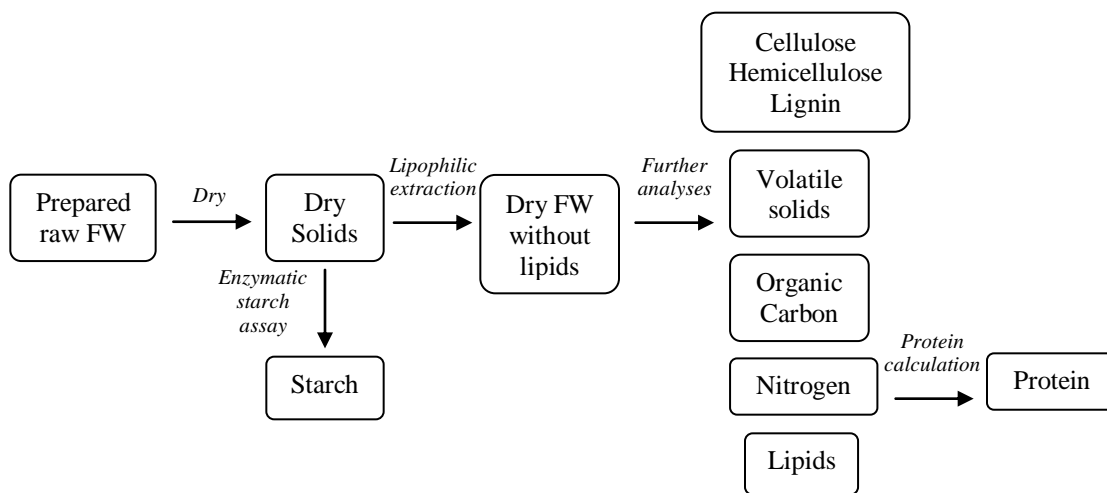 Prepared
raw FW
Dry
Dry
Solids
Enzymatic
starch
assay
Starch
Lipophilic
extraction
Dry FW
without
lipids
Further
analyses
Cellulose
Hemicellulose
Lignin
Volatile
solids
Organic
Carbon
Nitrogen
Lipids
Protein
calculation
Protein